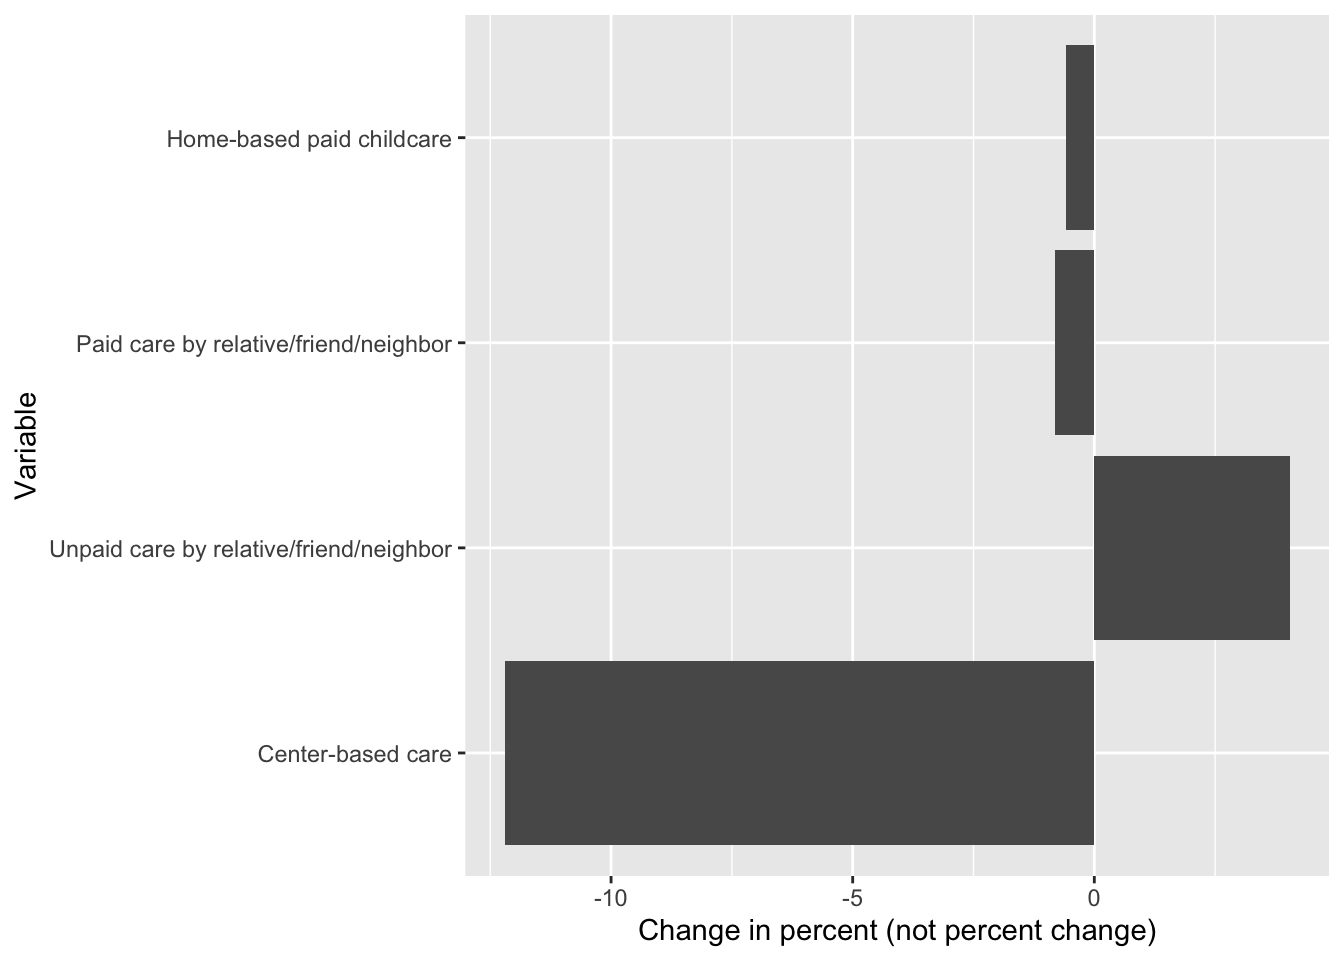 Home-based paid childcare
Paid care by relative/friend/neighbor
Unpaid care by relative/friend/neighbor
Center-based care
Variable
-10 -5 0
Change in percent (not percent change)